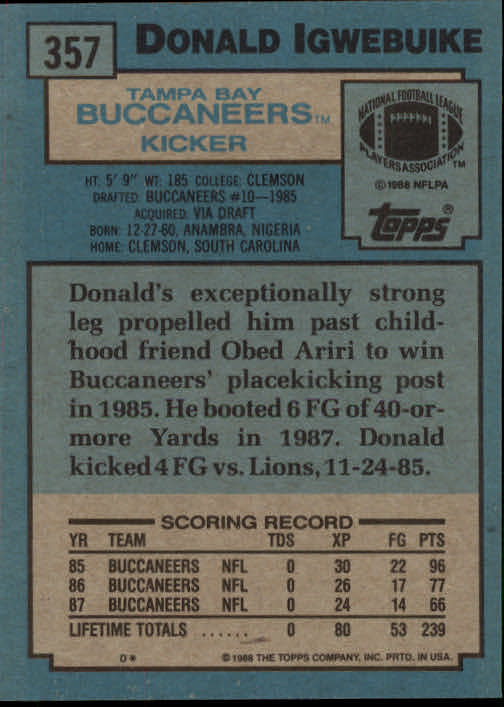 357 DONALD IGWEBUIKE
TAMPA BAY
BUCCANEERS™
KICKER
NATIONAL FOOTBALL LEAGUE
PLAYERS ASSOCIATION™
©1988 NFLPA
Topps®
HT. 5' 9" WT: 185 COLLEGE: CLEMSON
DRAFTED: BUCCANEERS #10—1985
ACQUIRED: VIA DRAFT
BORN: 12-27-60, ANAMBRA, NIGERIA
HOME: CLEMSON, SOUTH CAROLINA
Donald's exceptionally strong
leg propelled him past child-
hood friend Obed Ariri to win
Buccaneers' placekicking post
in 1985. He booted 6 FG of 40-or-
more Yards in 1987. Donald
kicked 4 FG vs. Lions, 11-24-85.
SCORING RECORD
YR TEAM TDS XP FG PTS
85 BUCCANEERS NFL 0 30 22 96
86 BUCCANEERS NFL 0 26 17 77
87 BUCCANEERS NFL 0 24 14 66
LIFETIME TOTALS ...... 0 80 53 239
D* ©1988 THE TOPPS COMPANY, INC. PRTD. IN USA.